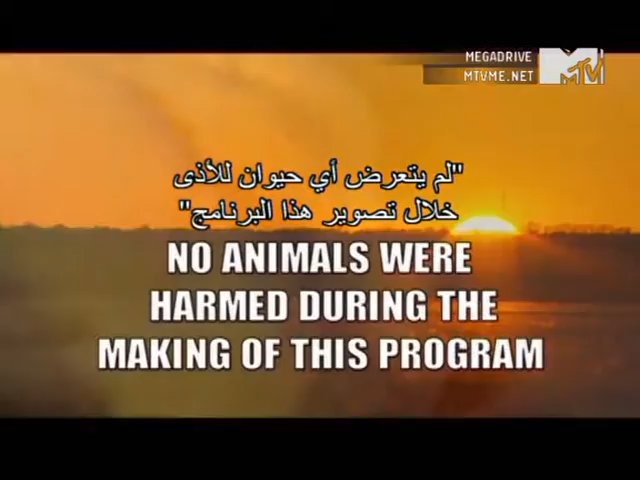 MEGADRIVE
MTVME.NET
MTV
"لم يتعرض أي حيوان للأذى
خلال تصوير هذا البرنامج"
NO ANIMALS WERE
HARMED DURING THE
MAKING OF THIS PROGRAM